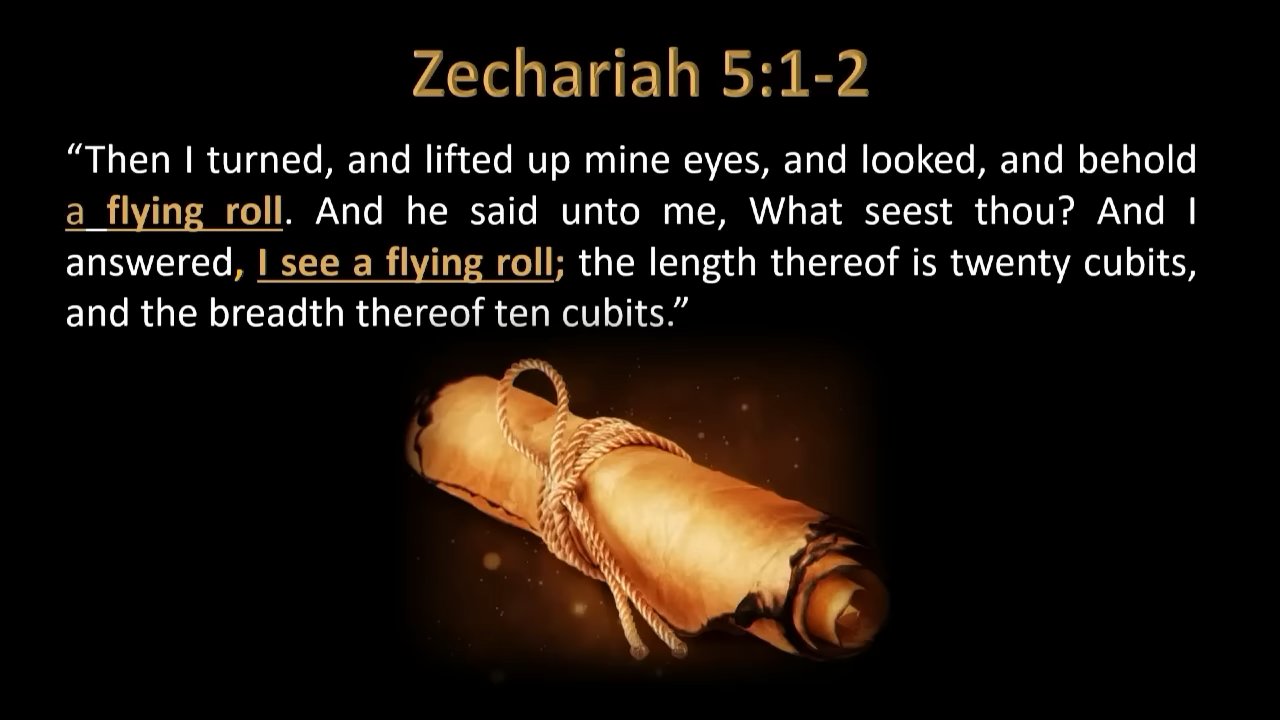 Zechariah 5:1-2
“Then I turned, and lifted up mine eyes, and looked, and behold
a flying roll. And he said unto me, What seest thou? And I
answered, I see a flying roll; the length thereof is twenty cubits,
and the breadth thereof ten cubits.”